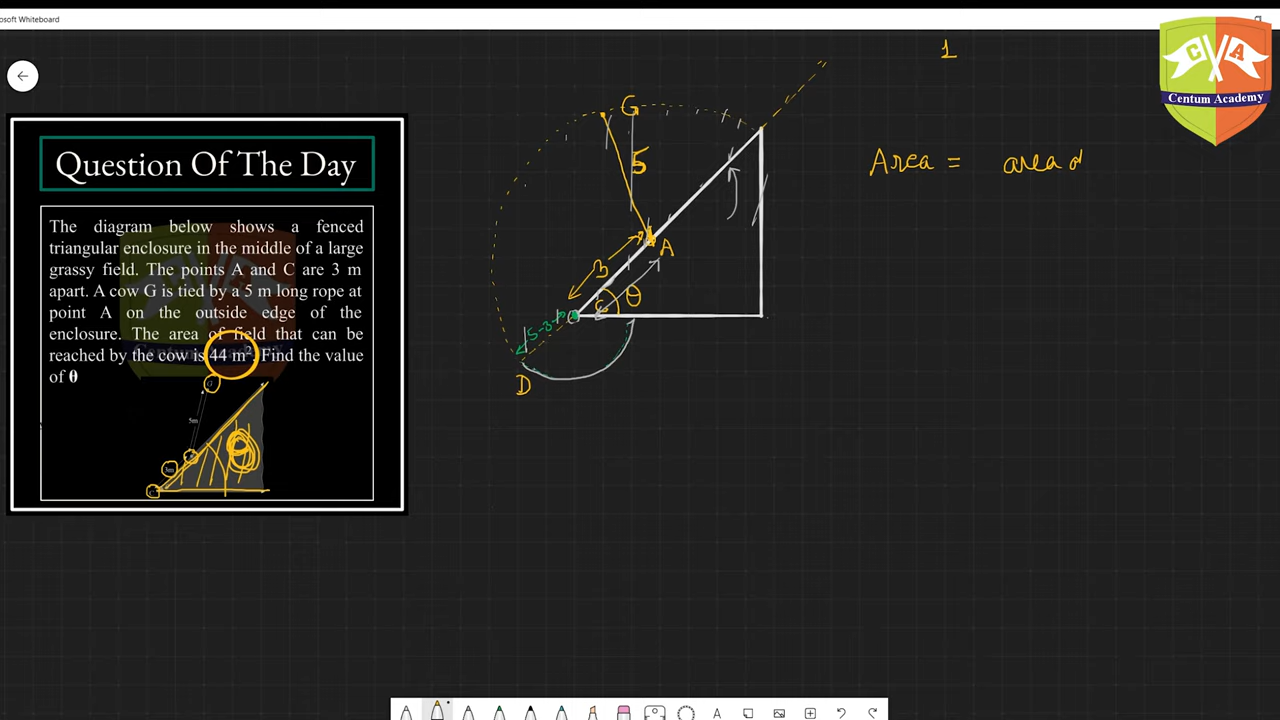 osoft Whiteboard
C A
Centum Academy
1
Question Of The Day
The diagram below shows a fenced
triangular enclosure in the middle of a large
grassy field. The points A and C are 3 m
apart. A cow G is tied by a 5 m long rope at
point A on the outside edge of the
enclosure. The area of field that can be
reached by the cow is 44 m². Find the value
of θ
G
5m
3m
θ
G
5
A
3
C θ
5-3
D
Area = area o
A